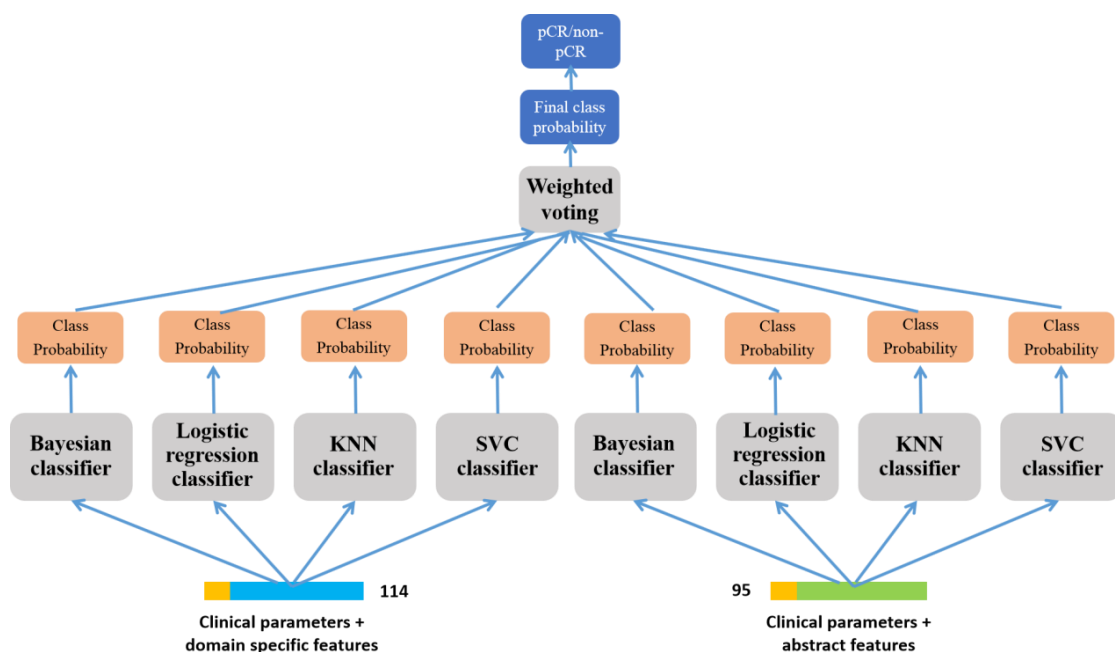 pCR/non-
pCR
Final class
probability
Weighted
voting
Class
Probability
Class
Probability
Class
Probability
Class
Probability
Class
Probability
Class
Probability
Class
Probability
Class
Probability
Bayesian
classifier
Logistic
regression
classifier
KNN
classifier
SVC
classifier
Bayesian
classifier
Logistic
regression
classifier
KNN
classifier
SVC
classifier
114
Clinical parameters +
domain specific features
95
Clinical parameters +
abstract features